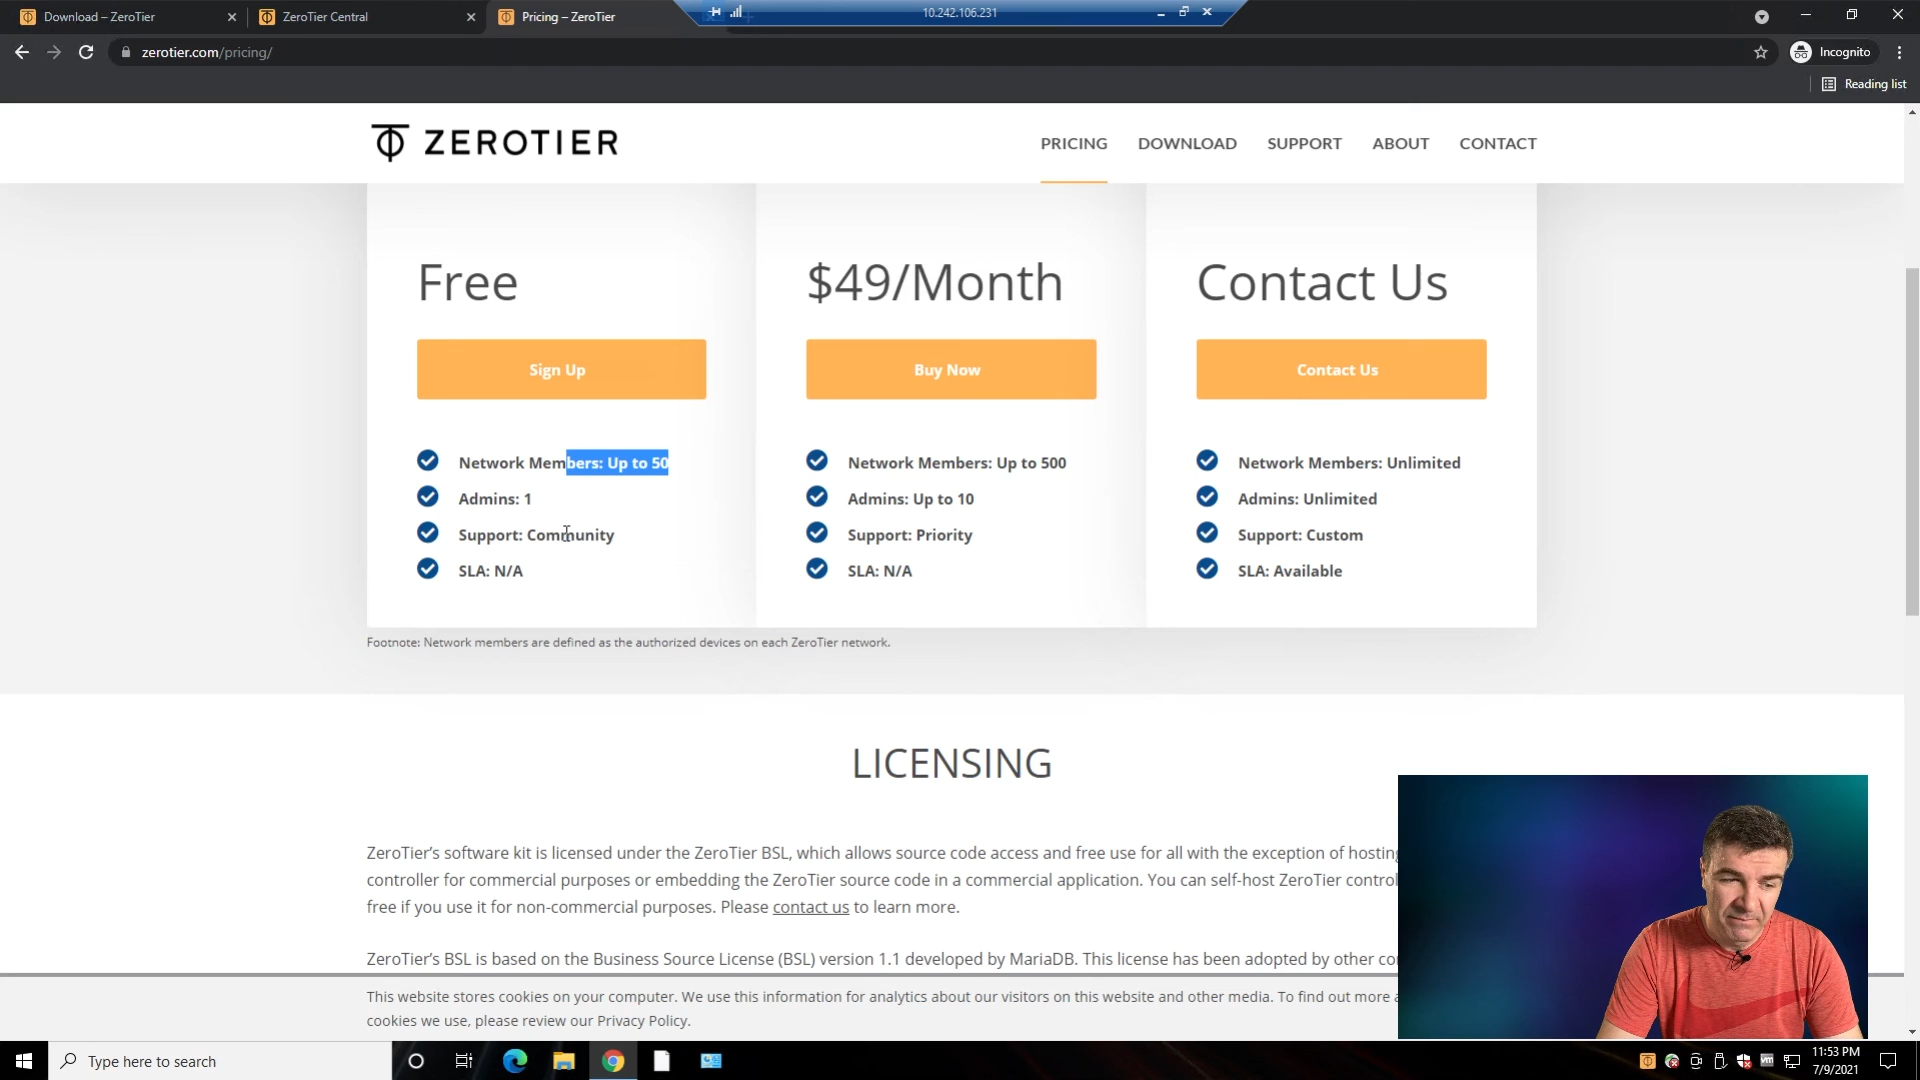 Download – ZeroTier
ZeroTier Central
Pricing – ZeroTier
10.242.106.231
zerotier.com/pricing/
Incognito
Reading list
ZEROTIER
PRICING
DOWNLOAD
SUPPORT
ABOUT
CONTACT
Free
Sign Up
Network Members: Up to 50
Admins: 1
Support: Community
SLA: N/A
$49/Month
Buy Now
Network Members: Up to 500
Admins: Up to 10
Support: Priority
SLA: N/A
Contact Us
Contact Us
Network Members: Unlimited
Admins: Unlimited
Support: Custom
SLA: Available
Footnote: Network members are defined as the authorized devices on each ZeroTier network.
LICENSING
ZeroTier's software kit is licensed under the ZeroTier BSL, which allows source code access and free use for all with the exception of hosting
controller for commercial purposes or embedding the ZeroTier source code in a commercial application. You can self-host ZeroTier control
free if you use it for non-commercial purposes. Please contact us to learn more.
ZeroTier's BSL is based on the Business Source License (BSL) version 1.1 developed by MariaDB. This license has been adopted by other co
This website stores cookies on your computer. We use this information for analytics about our visitors on this website and other media. To find out more a
cookies we use, please review our Privacy Policy.
Type here to search
11:53 PM
7/9/2021